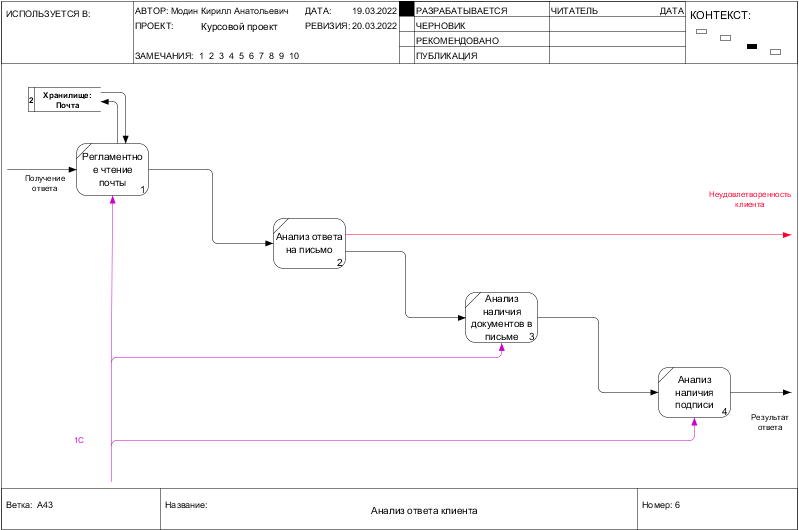 ИСПОЛЬЗУЕТСЯ В:
АВТОР: Модин Кирилл Анатольевич
ДАТА: 19.03.2022
ПРОЕКТ: Курсовой проект
РЕВИЗИЯ: 20.03.2022
ЗАМЕЧАНИЯ: 1 2 3 4 5 6 7 8 9 10
РАЗРАБАТЫВАЕТСЯ
ЧЕРНОВИК
РЕКОМЕНДОВАНО
ПУБЛИКАЦИЯ
ЧИТАТЕЛЬ
ДАТА
КОНТЕКСТ:
2
Хранилище:
Почта
Регламентно
е чтение
почты
1
Получение
ответа
Неудовлетворенность
клиента
Анализ ответа
на письмо
2
Анализ
наличия
документов в
письме
3
Анализ
наличия
подписи
4
Результат
ответа
1С
Ветка: А43
Название:
Анализ ответа клиента
Номер: 6